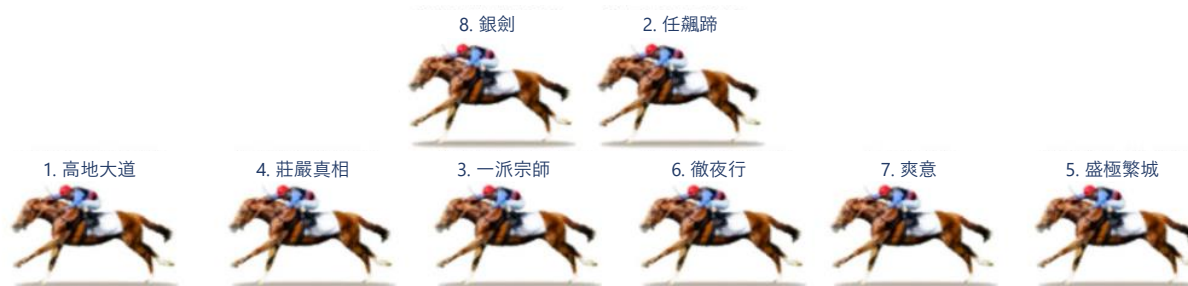 8. 銀劍
2. 任飆蹄
1. 高地大道
4. 莊嚴真相
3. 一派宗師
6. 徹夜行
7. 爽意
5. 盛極繁城